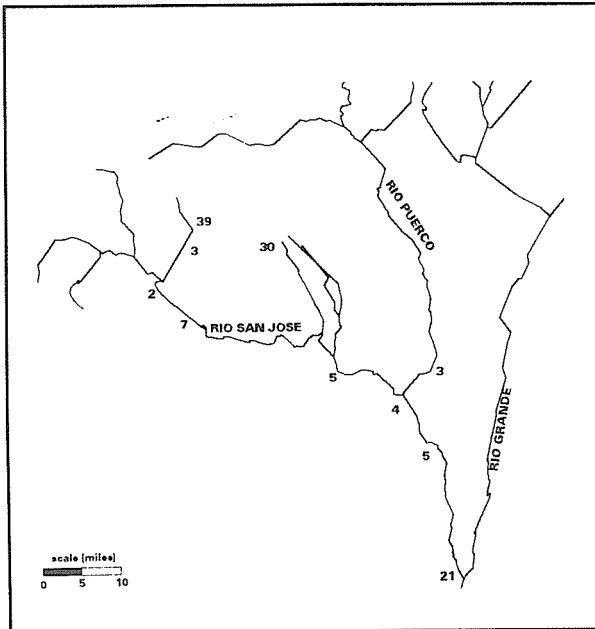 RIO PUERCO
39
3
30
2
7
RIO SAN JOSE
5
3
4
RIO GRANDE
5
21
scale (miles)
0 5 10